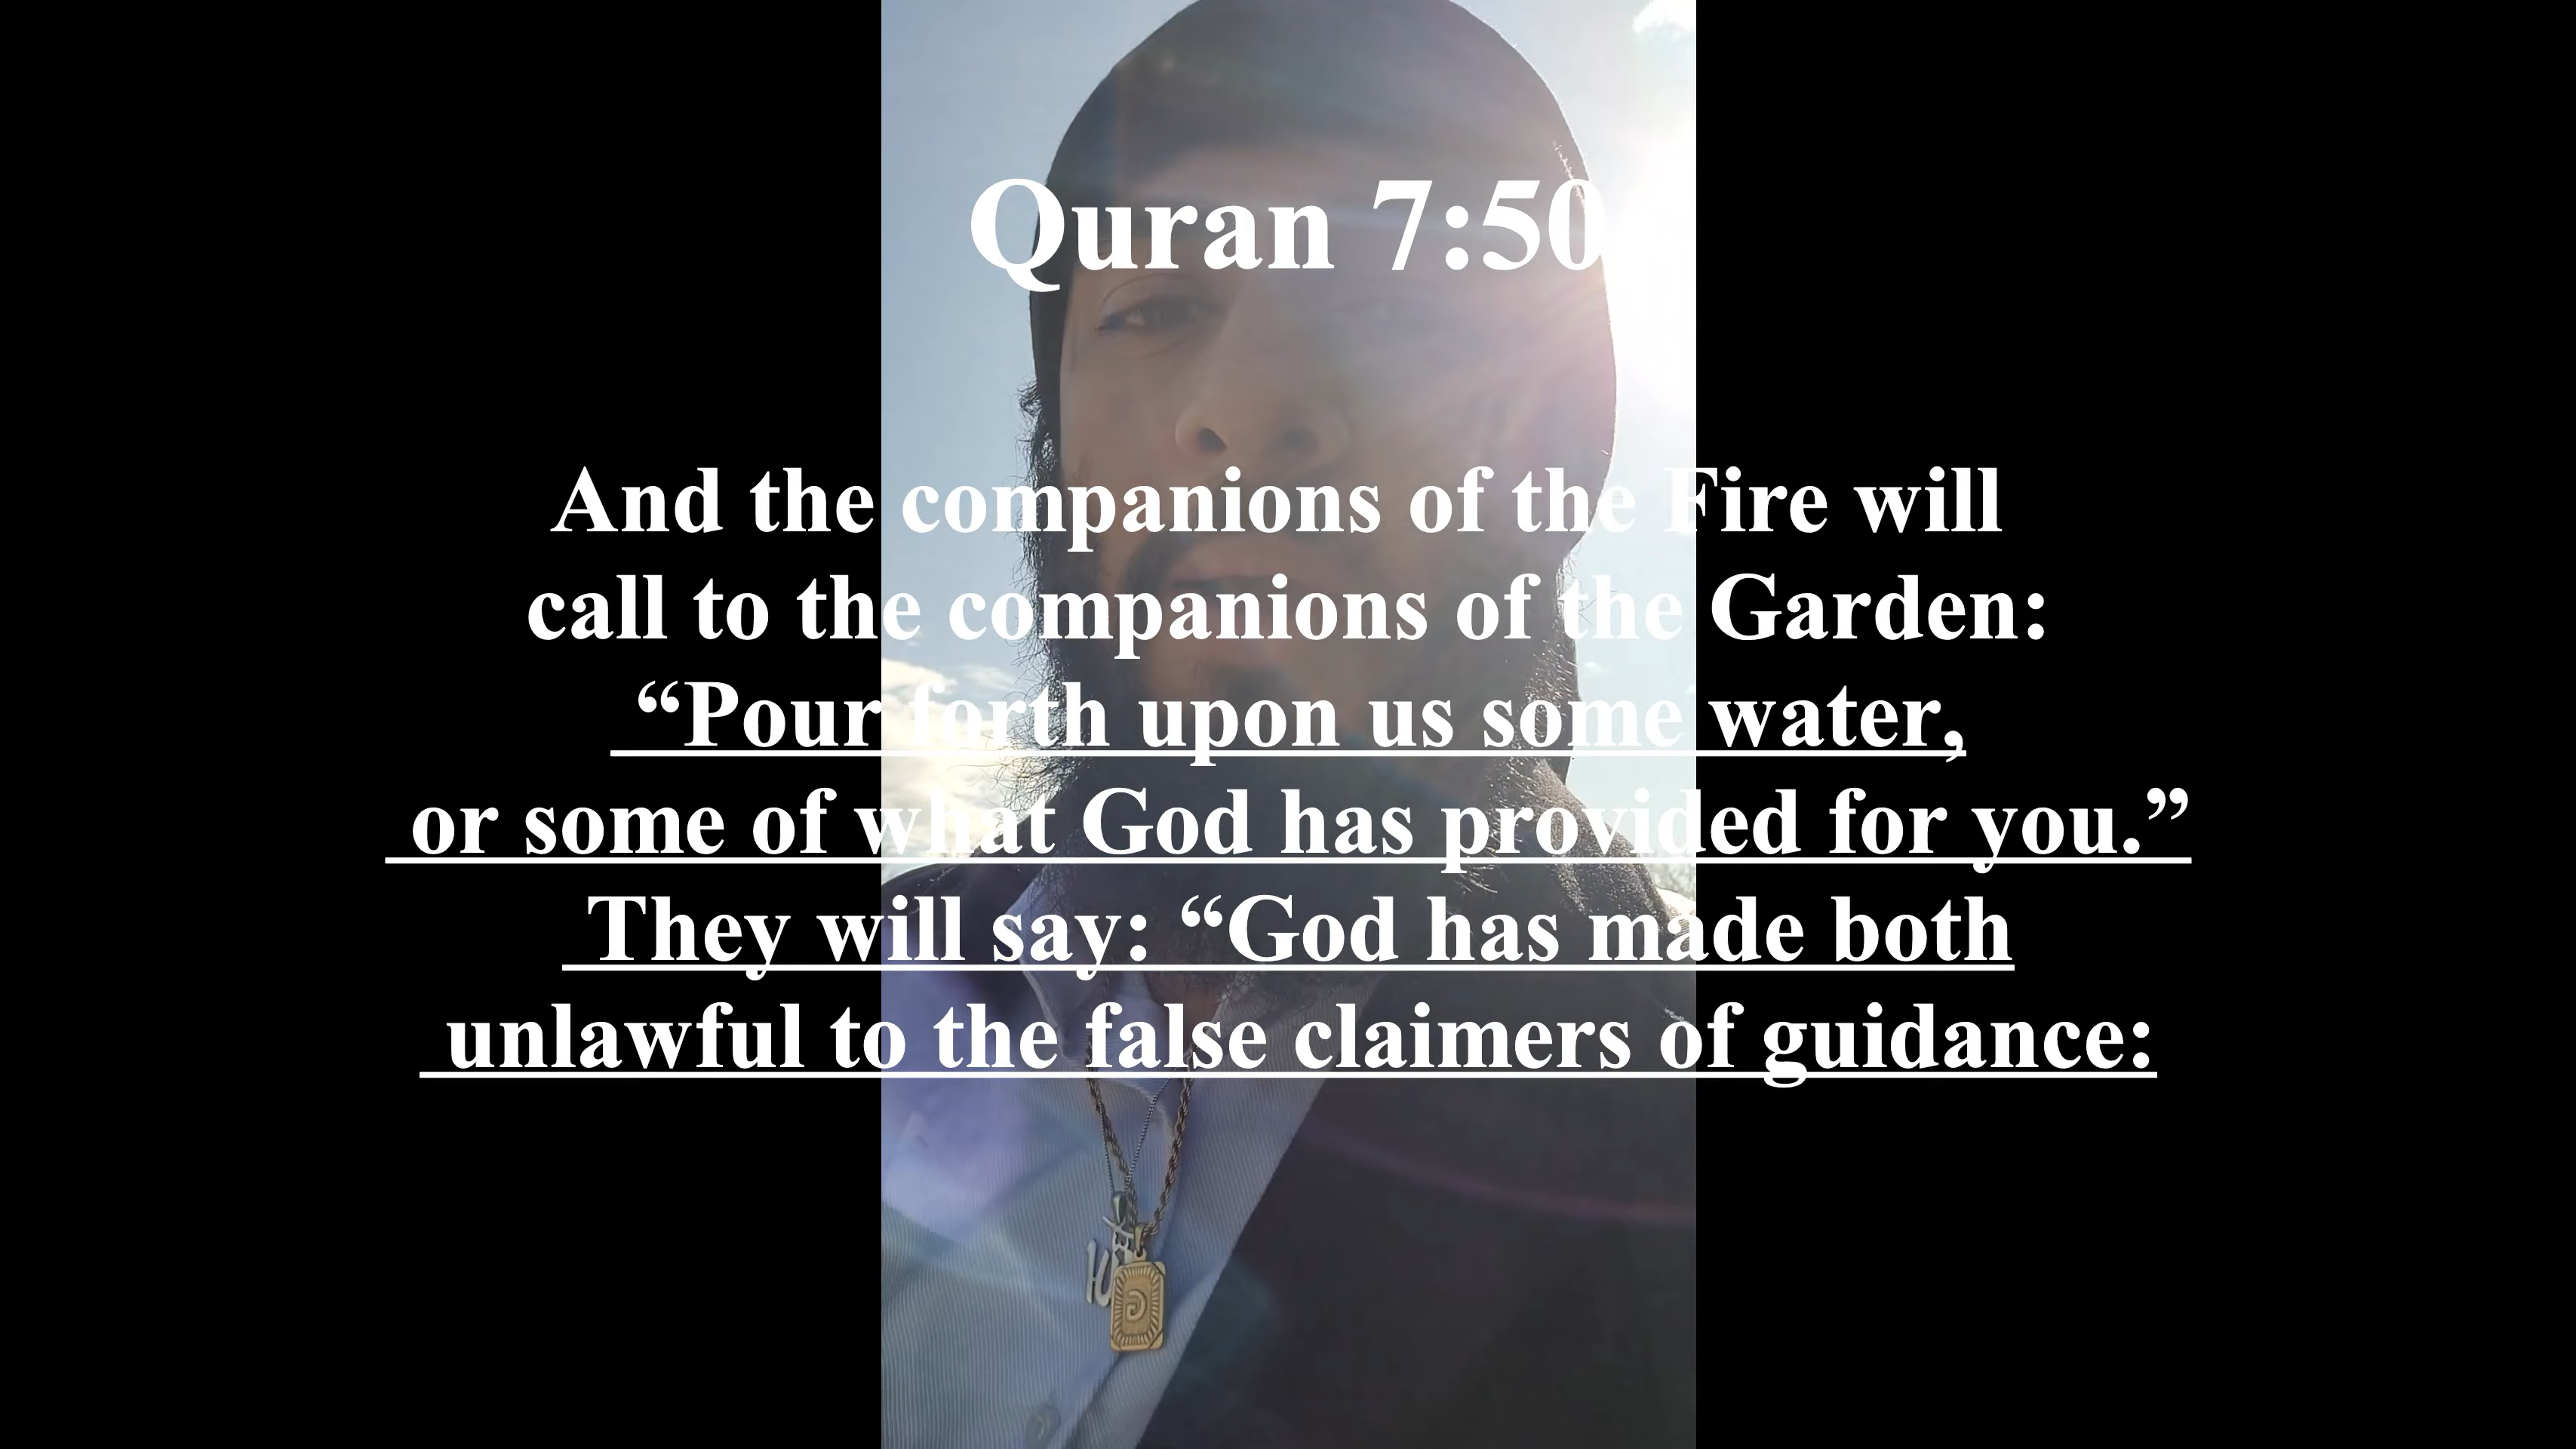 Quran 7:50
And the companions of the Fire will
call to the companions of the Garden:
“Pour forth upon us some water,
or some of what God has provided for you.”
They will say: “God has made both
unlawful to the false claimers of guidance: